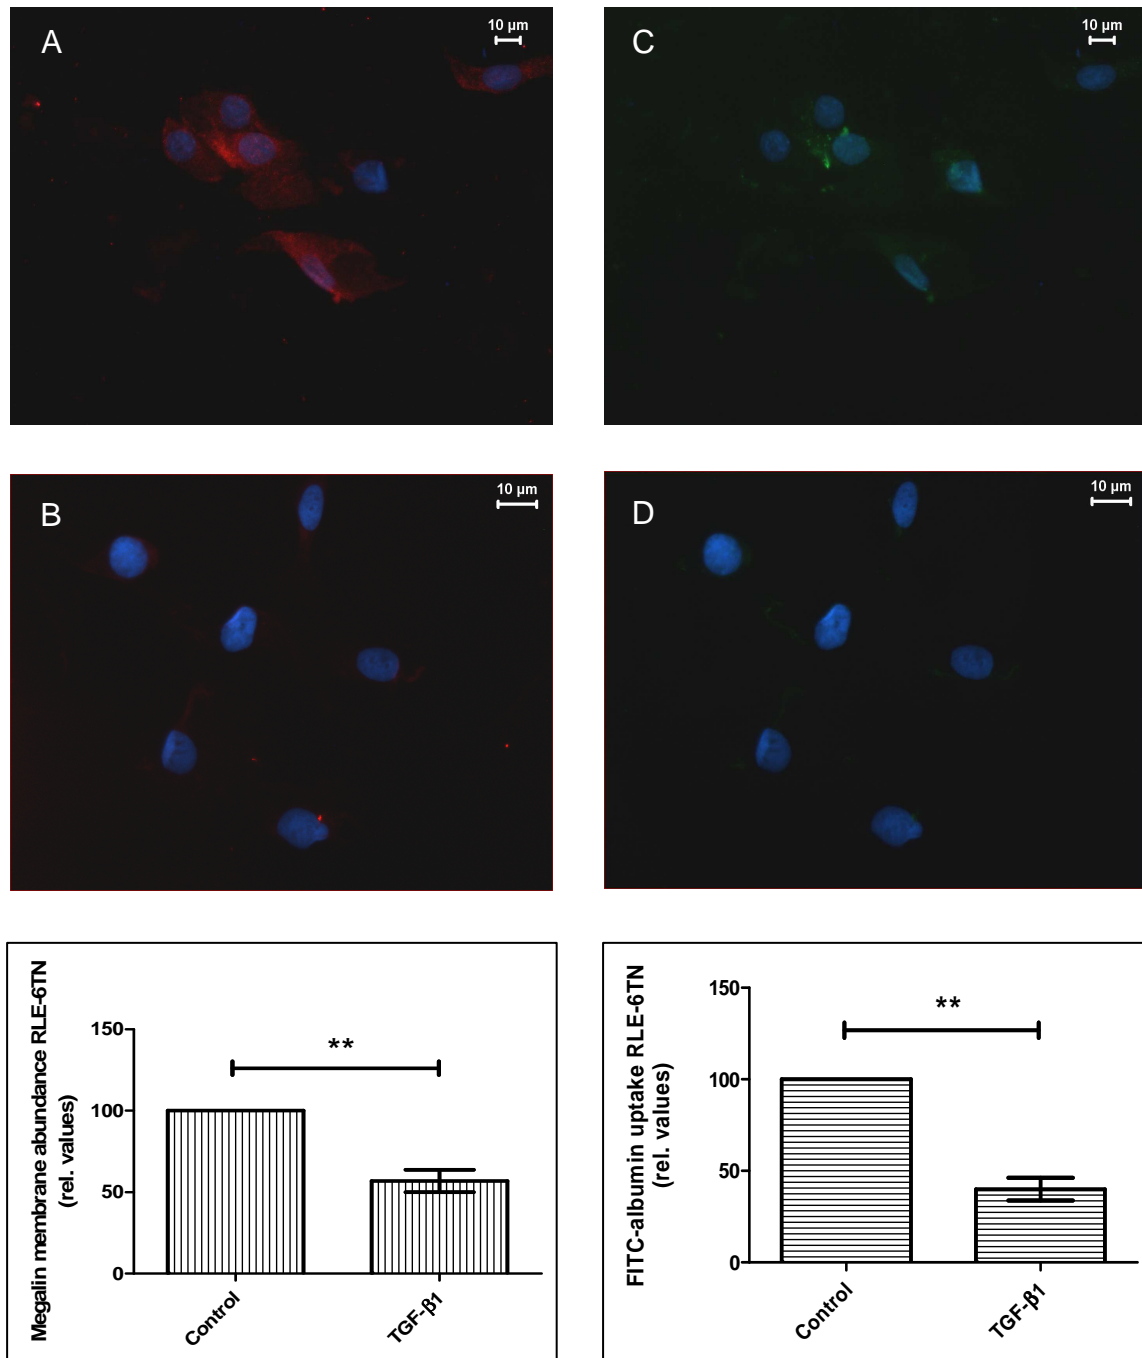 A
10 µm
C
10 µm
B
10 µm
D
10 µm
Megalin membrane abundance RLE-6TN
(rel. values)
150
100
50
0
**
Control
TGF-β1
FITC-albumin uptake RLE-6TN
(rel. values)
150
100
50
0
**
Control
TGF-β1